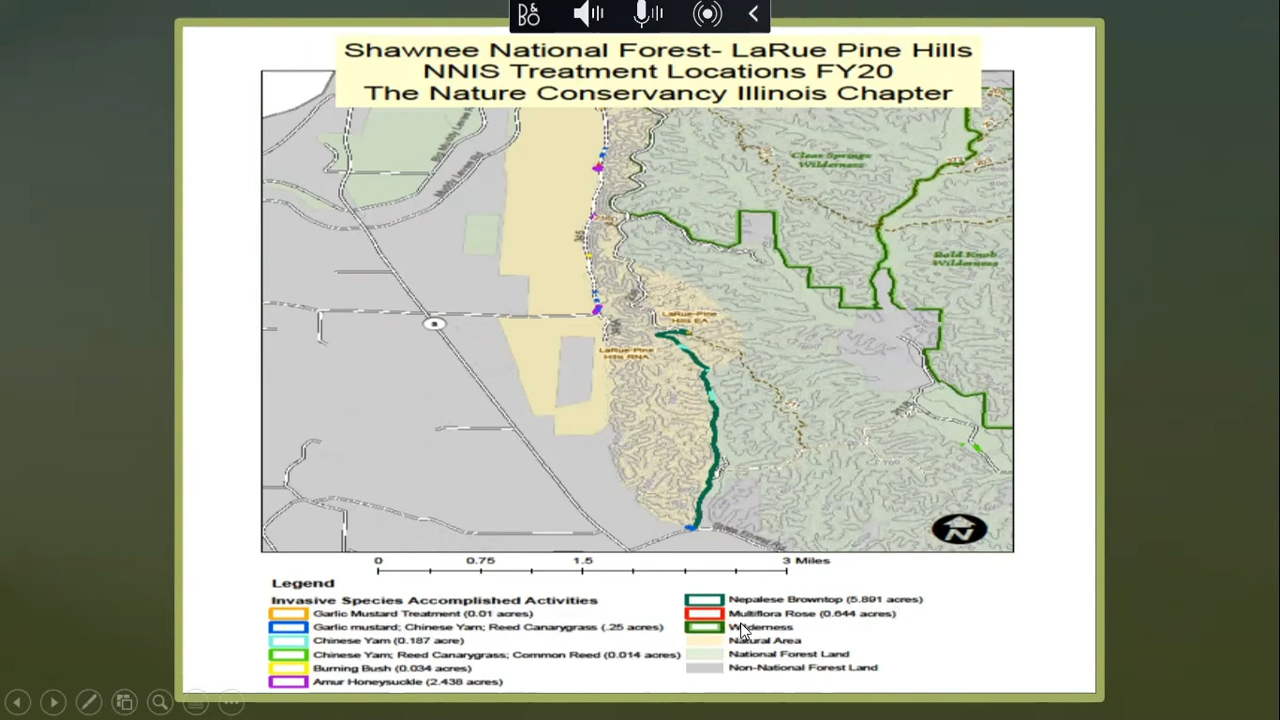 B&O
Shawnee National Forest- LaRue Pine Hills
NNIS Treatment Locations FY20
The Nature Conservancy Illinois Chapter
Clear Springs
Wilderness
Bald Knob
Wilderness
LaRue-Pine
Hills EA
LaRue-Pine
Hills RNA
State Forest Rd
N
0 0.75 1.5 3 Miles
Legend
Invasive Species Accomplished Activities
Garlic Mustard Treatment (0.01 acres)
Garlic mustard; Chinese Yam; Reed Canarygrass (.25 acres)
Chinese Yam (0.187 acre)
Chinese Yam; Reed Canarygrass; Common Reed (0.014 acres)
Burning Bush (0.034 acres)
Amur Honeysuckle (2.438 acres)
Nepalese Browntop (5.891 acres)
Multiflora Rose (0.644 acres)
Wilderness
Natural Area
National Forest Land
Non-National Forest Land